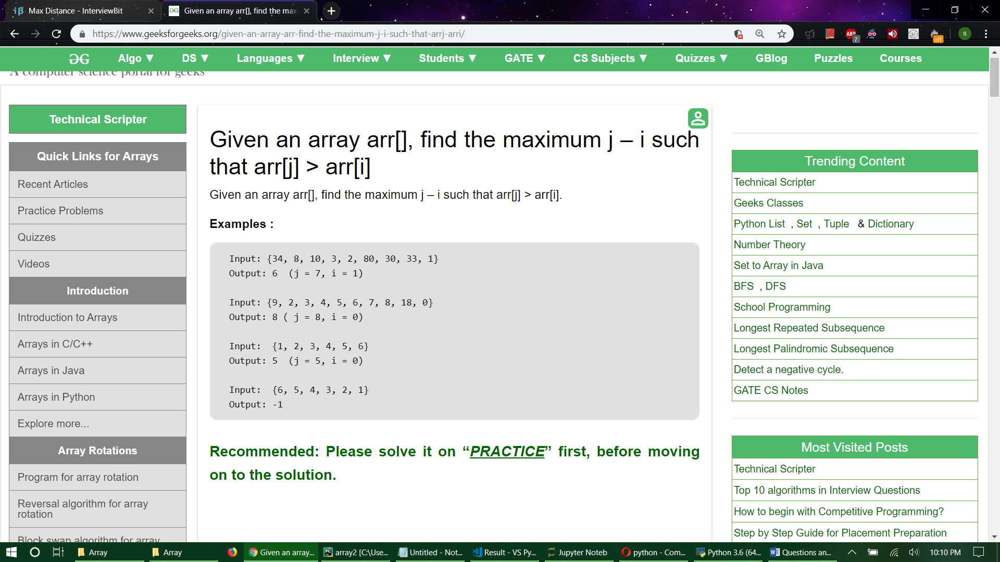 Max Distance - InterviewBit
Given an array arr[], find the max
https://www.geeksforgeeks.org/given-an-array-arr-find-the-maximum-j-i-such-that-arrj-arri/
ABP
7
off
S
Algo ▼
DS ▼
Languages ▼
Interview ▼
Students ▼
GATE ▼
CS Subjects ▼
Quizzes ▼
GBlog
Puzzles
Courses
A computer science portal for geeks
Technical Scripter
Quick Links for Arrays
Recent Articles
Practice Problems
Quizzes
Videos
Introduction
Introduction to Arrays
Arrays in C/C++
Arrays in Java
Arrays in Python
Explore more...
Array Rotations
Program for array rotation
Reversal algorithm for array
rotation
Block swap algorithm for array
Given an array arr[], find the maximum j – i such
that arr[j] > arr[i]
Given an array arr[], find the maximum j – i such that arr[j] > arr[i].
Examples :
Input: {34, 8, 10, 3, 2, 80, 30, 33, 1}
Output: 6  (j = 7, i = 1)
Input: {9, 2, 3, 4, 5, 6, 7, 8, 18, 0}
Output: 8 ( j = 8, i = 0)
Input:  {1, 2, 3, 4, 5, 6}
Output: 5  (j = 5, i = 0)
Input:  {6, 5, 4, 3, 2, 1}
Output: -1
Recommended: Please solve it on “PRACTICE” first, before moving
on to the solution.
Trending Content
Technical Scripter
Geeks Classes
Python List , Set , Tuple & Dictionary
Number Theory
Set to Array in Java
BFS , DFS
School Programming
Longest Repeated Subsequence
Longest Palindromic Subsequence
Detect a negative cycle.
GATE CS Notes
Most Visited Posts
Technical Scripter
Top 10 algorithms in Interview Questions
How to begin with Competitive Programming?
Step by Step Guide for Placement Preparation
Array
Array
Given an array...
array2 [C:\Use...
Untitled - Not...
Result - VS Py...
Jupyter Noteb
python - Com...
Python 3.6 (64...
Questions an...
10:10 PM